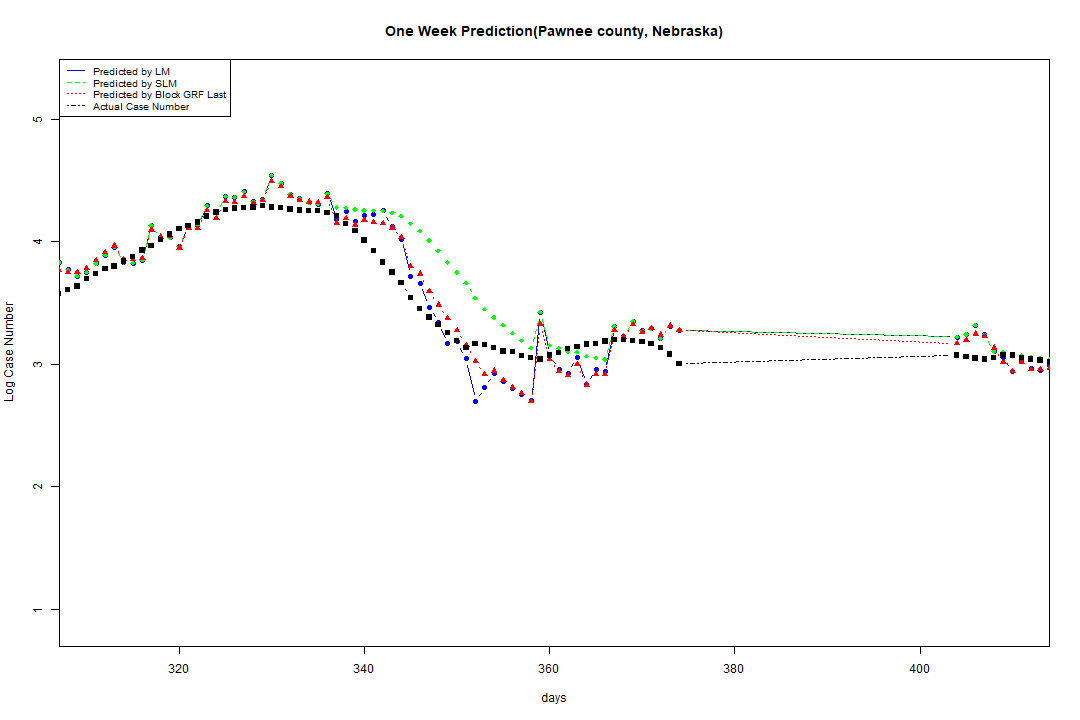 One Week Prediction(Pawnee county, Nebraska)
Predicted by LM
Predicted by SLM
Predicted by Block GRF Last
Actual Case Number
5
4
3
2
1
Log Case Number
320 340 360 380 400
days